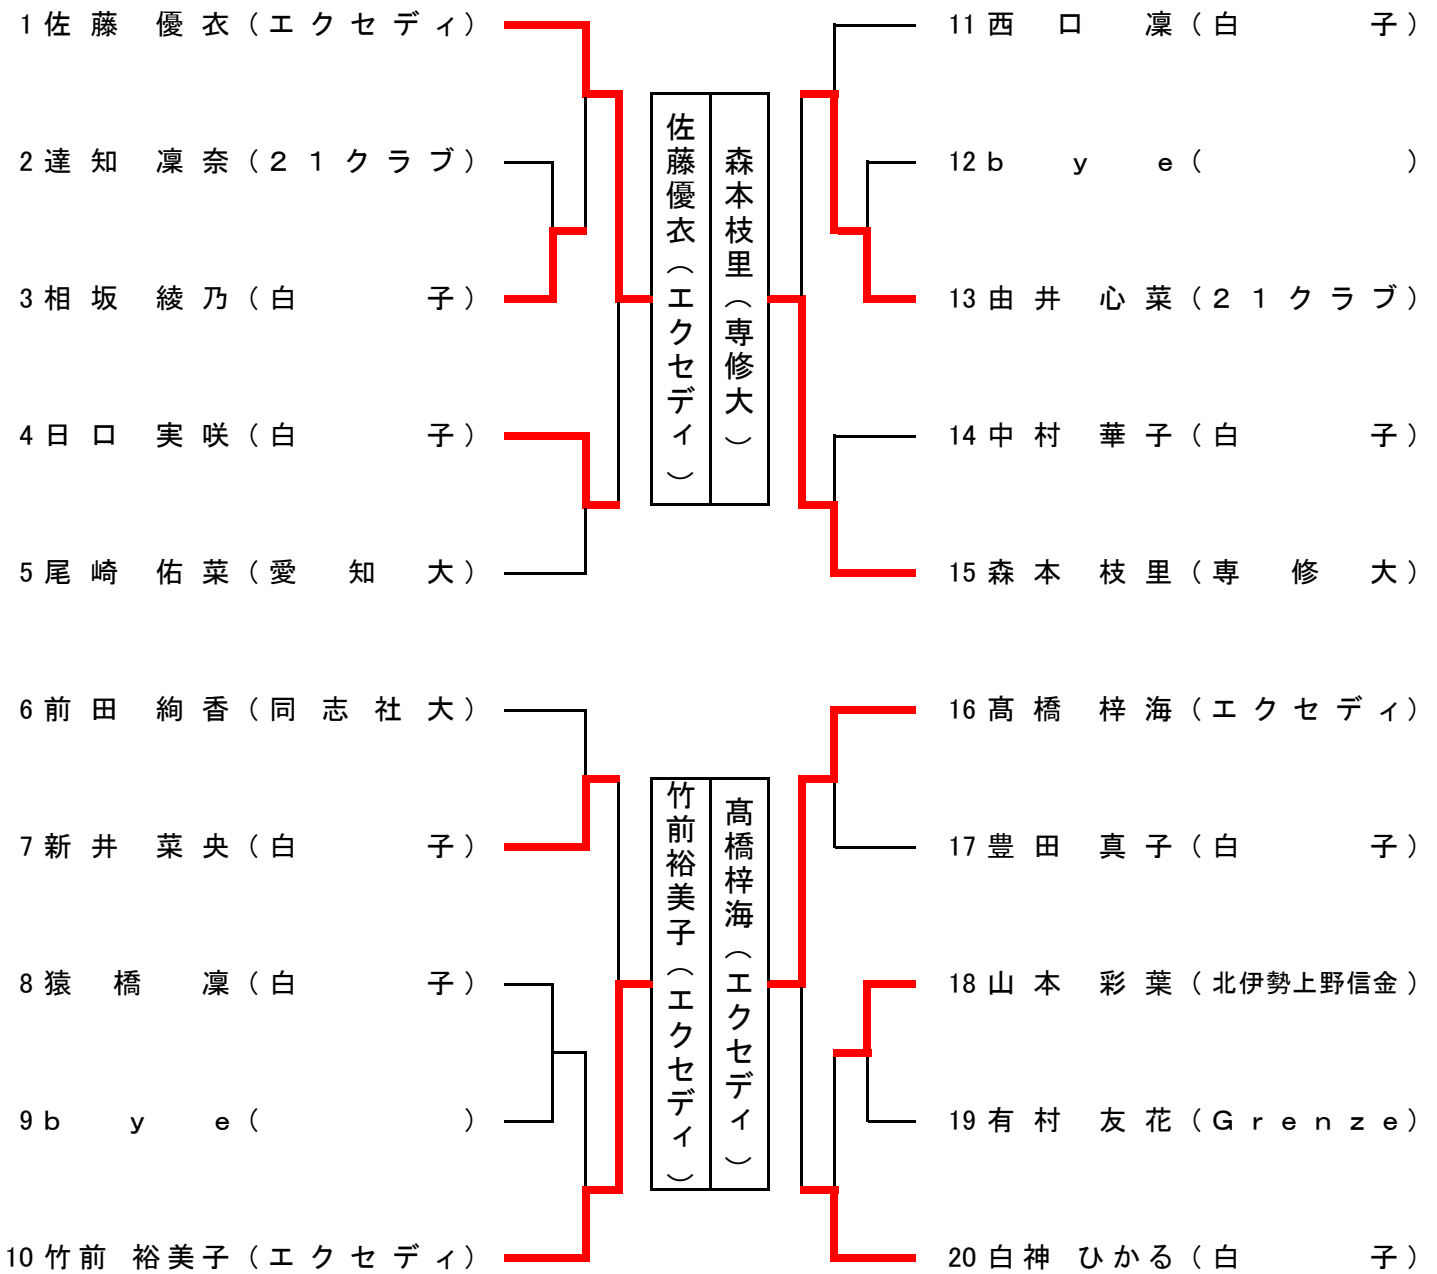 1 佐藤 優衣（エクセディ）
2 達知 凜奈（２１クラブ）
3 相坂 綾乃（白子）
4 日口 実咲（白子）
5 尾崎 佑菜（愛知大）
6 前田 絢香（同志社大）
7 新井 菜央（白子）
8 猿橋 凜（白子）
9 ｂｙｅ（ ）
10 竹前 裕美子（エクセディ）
佐藤優衣（エクセディ）
森本枝里（専修大）
竹前裕美子（エクセディ）
髙橋梓海（エクセディ）
11 西口 凜（白子）
12 ｂｙｅ（ ）
13 由井 心菜（２１クラブ）
14 中村 華子（白子）
15 森本 枝里（専修大）
16 髙橋 梓海（エクセディ）
17 豊田 真子（白子）
18 山本 彩葉（北伊勢上野信金）
19 有村 友花（Ｇｒｅｎｚｅ）
20 白神 ひかる（白子）